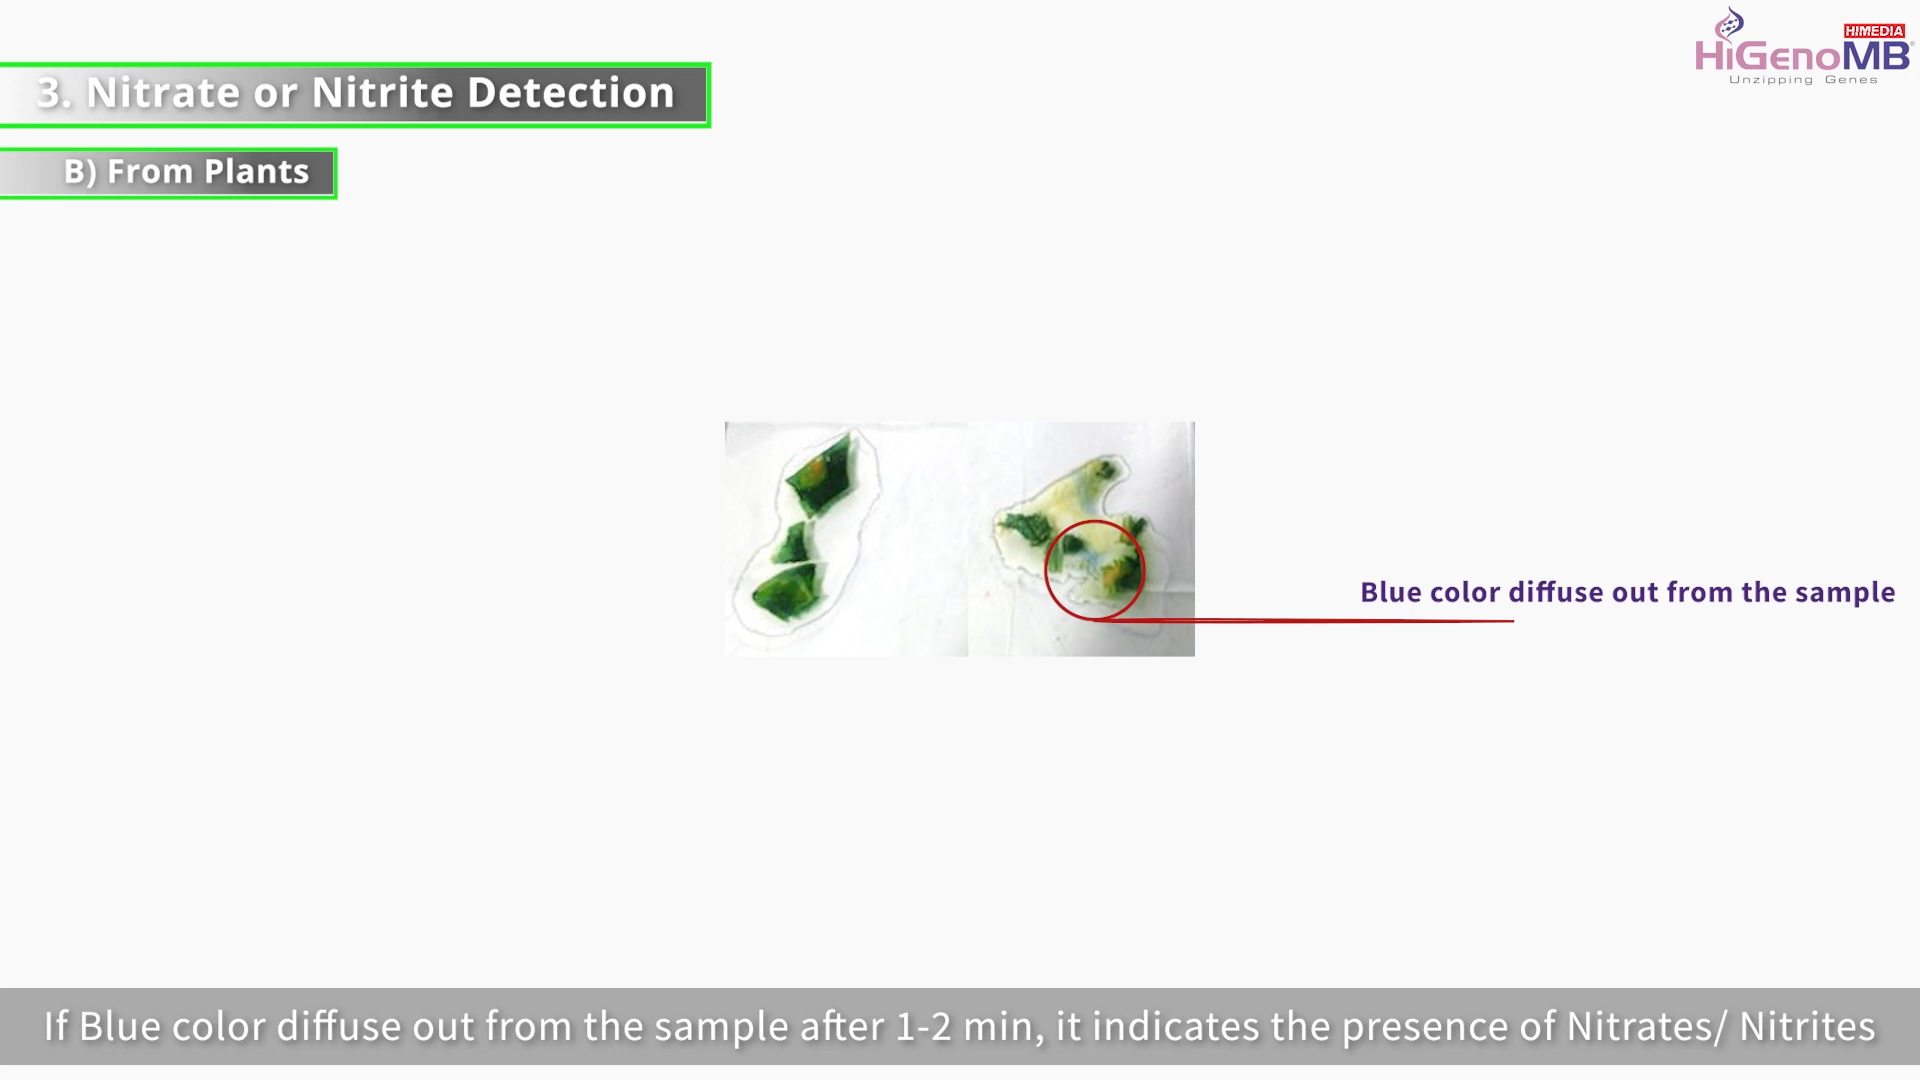 HIMEDIA
HiGenoMB
Unzipping Genes
3. Nitrate or Nitrite Detection
B) From Plants
Blue color diffuse out from the sample
If Blue color diffuse out from the sample after 1-2 min, it indicates the presence of Nitrates/ Nitrites